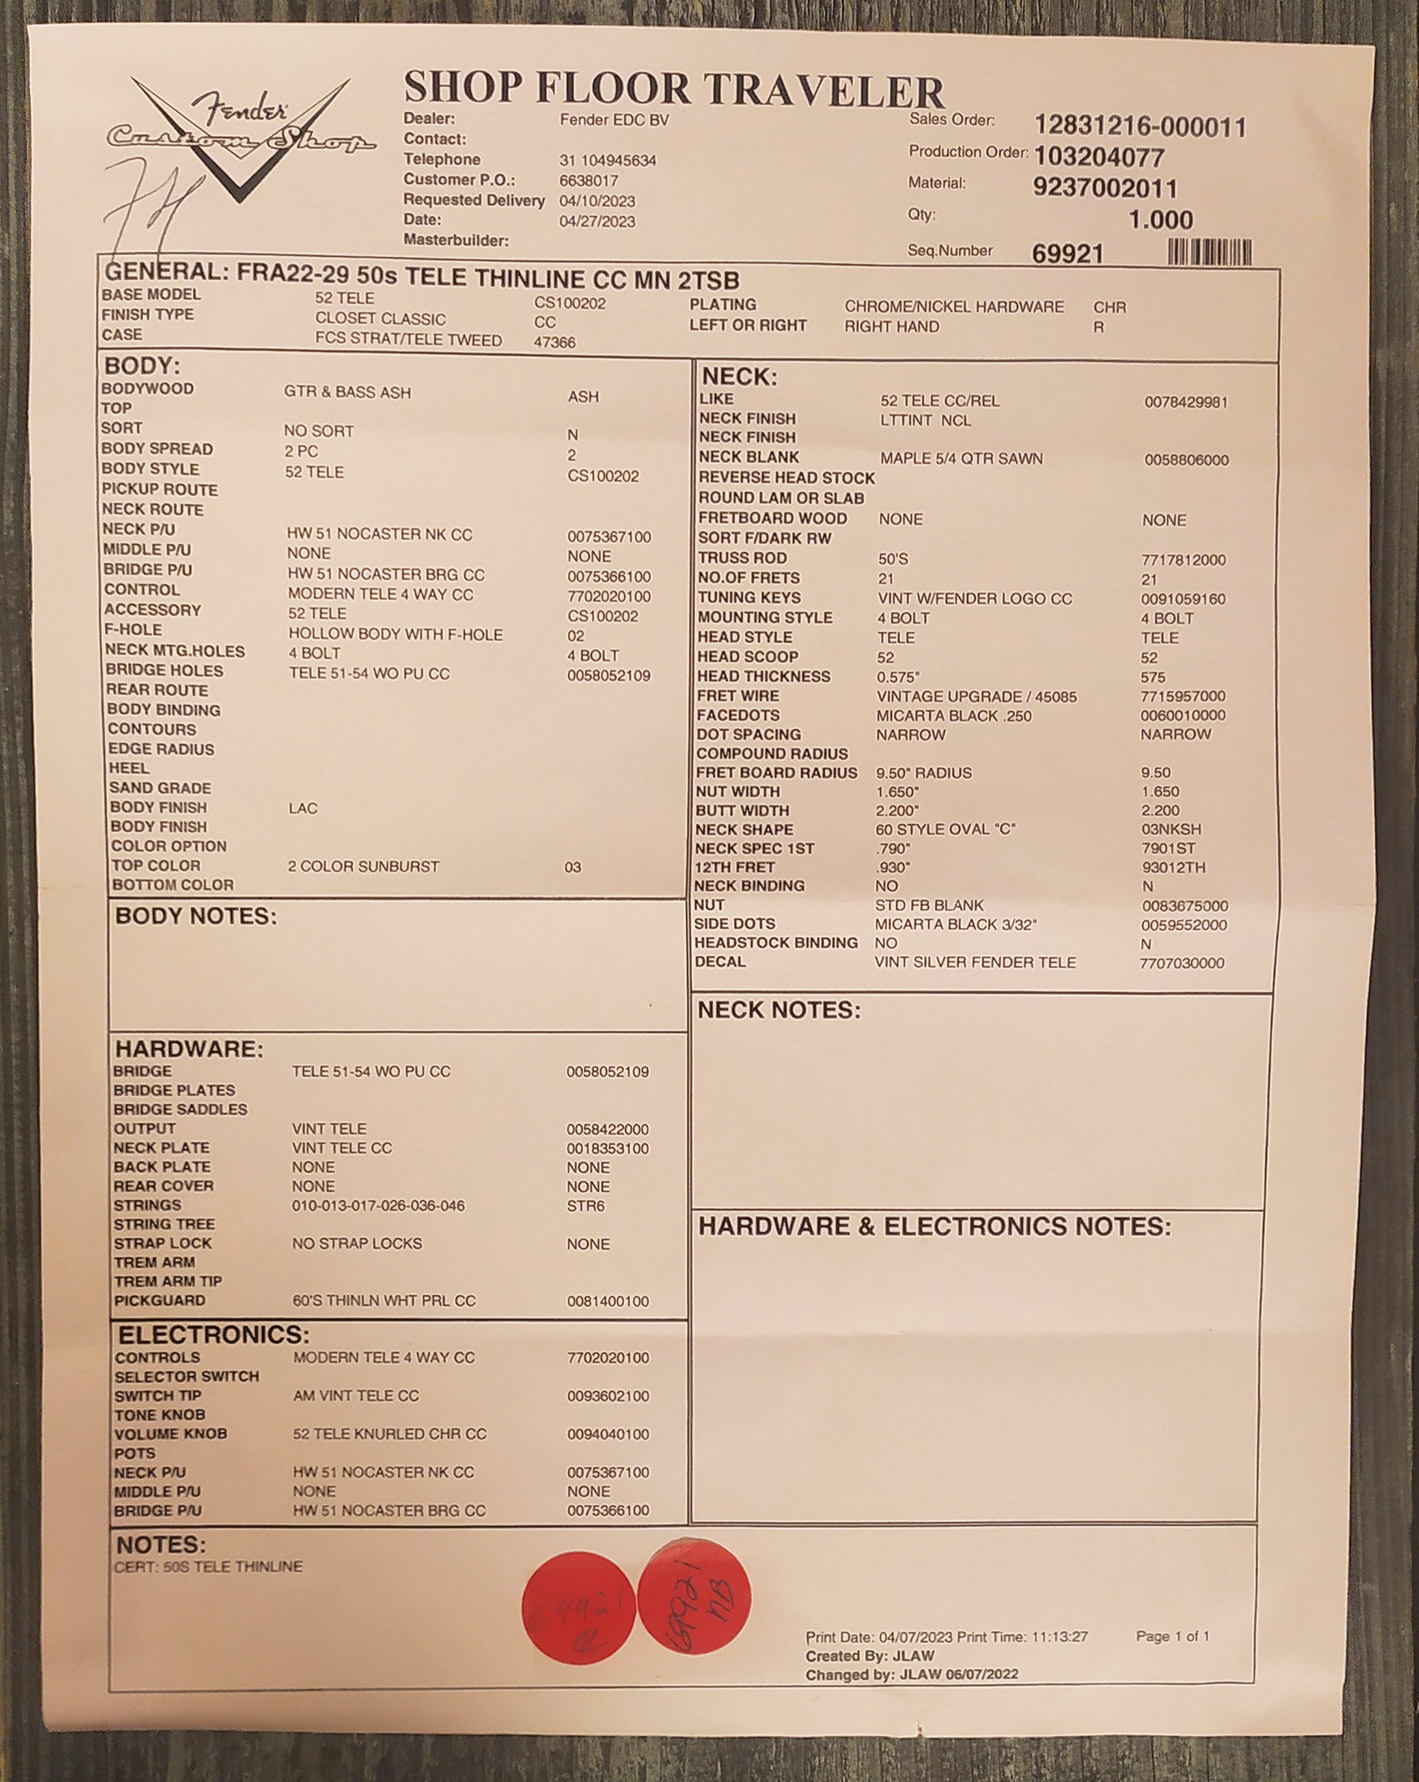 Fender
Custom Shop
SHOP FLOOR TRAVELER
Dealer: Fender EDC BV
Contact:
Telephone 31 104945634
Customer P.O.: 6638017
Requested Delivery 04/10/2023
Date: 04/27/2023
Masterbuilder:
Sales Order: 12831216-000011
Production Order: 103204077
Material: 9237002011
Qty: 1.000
Seq.Number 69921
GENERAL: FRA22-29 50s TELE THINLINE CC MN 2TSB
BASE MODEL 52 TELE CS100202
FINISH TYPE CLOSET CLASSIC CC
CASE FCS STRAT/TELE TWEED 47366
PLATING CHROME/NICKEL HARDWARE CHR
LEFT OR RIGHT RIGHT HAND R
BODY:
BODYWOOD GTR & BASS ASH ASH
TOP
SORT NO SORT N
BODY SPREAD 2 PC 2
BODY STYLE 52 TELE CS100202
PICKUP ROUTE
NECK ROUTE
NECK P/U HW 51 NOCASTER NK CC 0075367100
MIDDLE P/U NONE NONE
BRIDGE P/U HW 51 NOCASTER BRG CC 0075366100
CONTROL MODERN TELE 4 WAY CC 7702020100
ACCESSORY 52 TELE CS100202
F-HOLE HOLLOW BODY WITH F-HOLE 02
NECK MTG.HOLES 4 BOLT 4 BOLT
BRIDGE HOLES TELE 51-54 WO PU CC 0058052109
REAR ROUTE
BODY BINDING
CONTOURS
EDGE RADIUS
HEEL
SAND GRADE
BODY FINISH LAC
BODY FINISH
COLOR OPTION
TOP COLOR 2 COLOR SUNBURST 03
BOTTOM COLOR
BODY NOTES:
HARDWARE:
BRIDGE TELE 51-54 WO PU CC 0058052109
BRIDGE PLATES
BRIDGE SADDLES
OUTPUT VINT TELE 0058422000
NECK PLATE VINT TELE CC 0018353100
BACK PLATE NONE NONE
REAR COVER NONE NONE
STRINGS 010-013-017-026-036-046 STR6
STRING TREE
STRAP LOCK NO STRAP LOCKS NONE
TREM ARM
TREM ARM TIP
PICKGUARD 60'S THINLN WHT PRL CC 0081400100
ELECTRONICS:
CONTROLS MODERN TELE 4 WAY CC 7702020100
SELECTOR SWITCH
SWITCH TIP AM VINT TELE CC 0093602100
TONE KNOB
VOLUME KNOB 52 TELE KNURLED CHR CC 0094040100
POTS
NECK P/U HW 51 NOCASTER NK CC 0075367100
MIDDLE P/U NONE NONE
BRIDGE P/U HW 51 NOCASTER BRG CC 0075366100
NECK:
LIKE 52 TELE CC/REL 0078429981
NECK FINISH LTTINT NCL
NECK FINISH
NECK BLANK MAPLE 5/4 QTR SAWN 0058806000
REVERSE HEAD STOCK
ROUND LAM OR SLAB
FRETBOARD WOOD NONE NONE
SORT F/DARK RW
TRUSS ROD 50'S 7717812000
NO.OF FRETS 21 21
TUNING KEYS VINT W/FENDER LOGO CC 0091059160
MOUNTING STYLE 4 BOLT 4 BOLT
HEAD STYLE TELE TELE
HEAD SCOOP 52 52
HEAD THICKNESS 0.575" 575
FRET WIRE VINTAGE UPGRADE / 45085 7715957000
FACEDOTS MICARTA BLACK .250 0060010000
DOT SPACING NARROW NARROW
COMPOUND RADIUS
FRET BOARD RADIUS 9.50" RADIUS 9.50
NUT WIDTH 1.650" 1.650
BUTT WIDTH 2.200" 2.200
NECK SHAPE 60 STYLE OVAL "C" 03NKSH
NECK SPEC 1ST .790" 7901ST
12TH FRET .930" 93012TH
NECK BINDING NO N
NUT STD FB BLANK 0083675000
SIDE DOTS MICARTA BLACK 3/32" 0059552000
HEADSTOCK BINDING NO N
DECAL VINT SILVER FENDER TELE 7707030000
NECK NOTES:
HARDWARE & ELECTRONICS NOTES:
NOTES:
CERT: 50S TELE THINLINE
69921
69921
NB
Print Date: 04/07/2023 Print Time: 11:13:27 Page 1 of 1
Created By: JLAW
Changed by: JLAW 06/07/2022